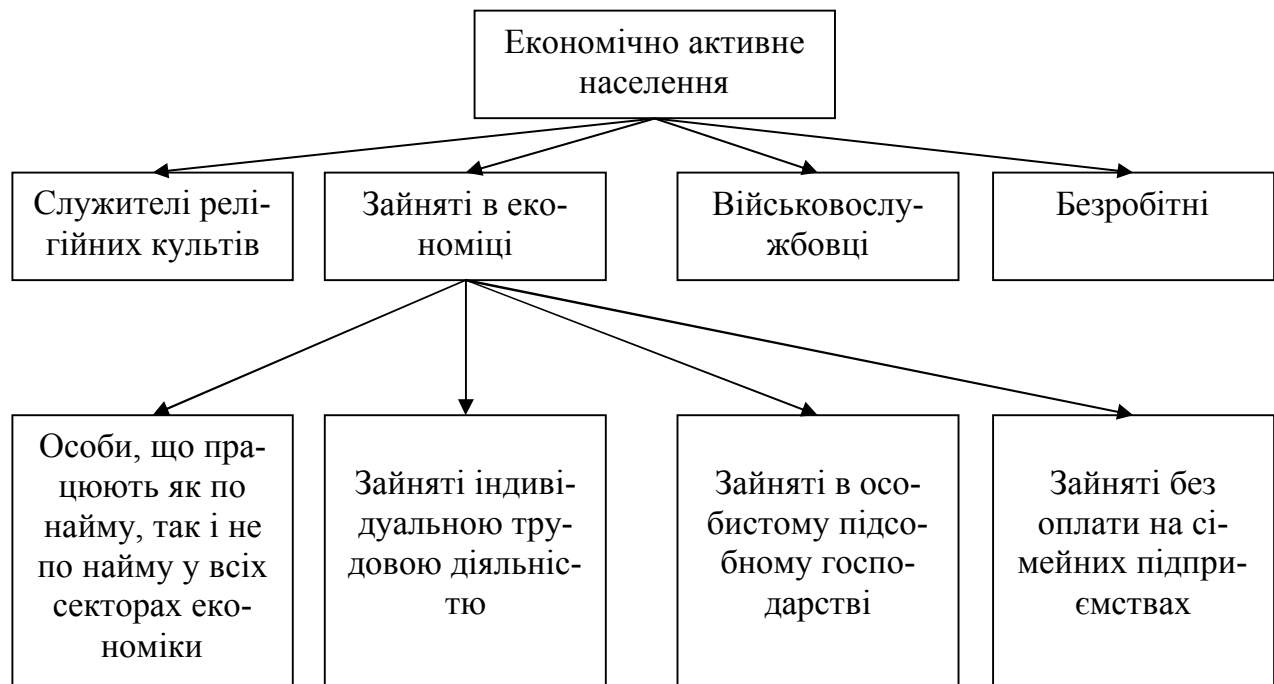 Економічно активне
населення
Служителі релі-
гійних культів
Зайняті в еко-
номіці
Військовослу-
жбовці
Безробітні
Особи, що пра-
цюють як по
найму, так і не
по найму у всіх
секторах еко-
номіки
Зайняті індиві-
дуальною тру-
довою діяльніс-
тю
Зайняті в осо-
бистому підсо-
бному госпо-
дарстві
Зайняті без
оплати на сі-
мейних підпри-
ємствах